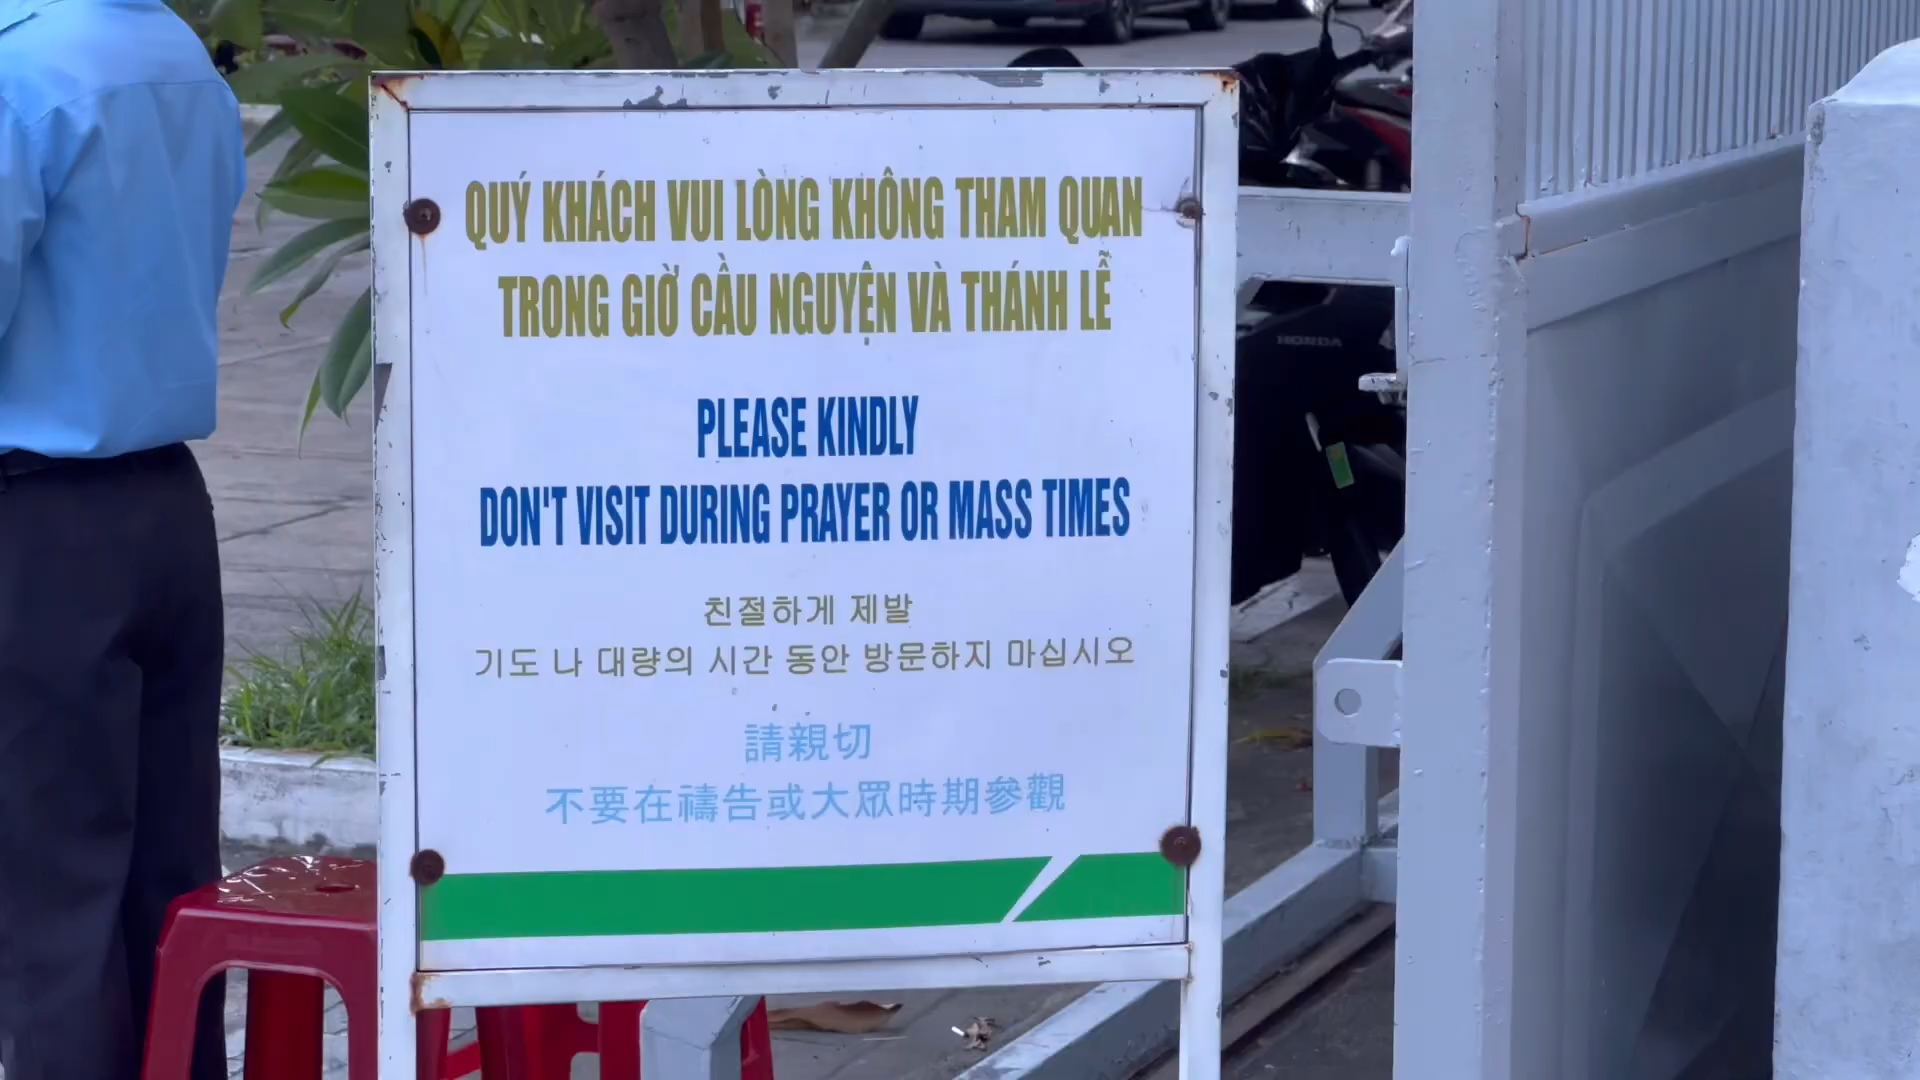 QUÝ KHÁCH VUI LÒNG KHÔNG THAM QUAN
TRONG GIỜ CẦU NGUYỆN VÀ THÁNH LỄ
PLEASE KINDLY
DON'T VISIT DURING PRAYER OR MASS TIMES
친절하게 제발
기도 나 대량의 시간 동안 방문하지 마십시오
請親切
不要在禱告或大眾時期參觀
HONDA